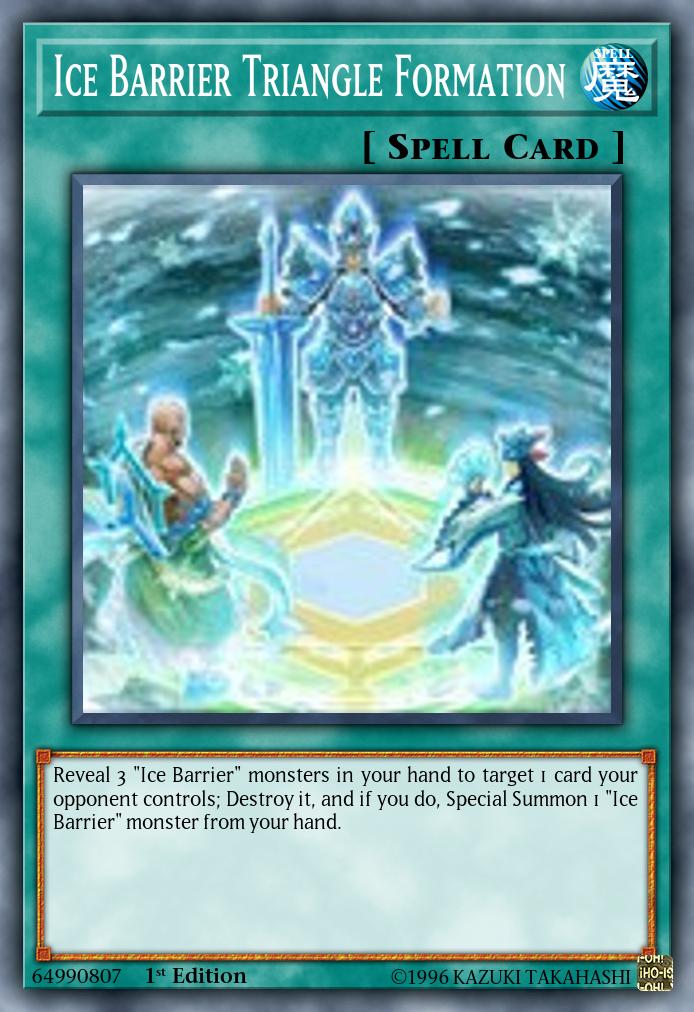 Ice Barrier Triangle Formation
SPELL
魔
[ Spell Card ]
Reveal 3 "Ice Barrier" monsters in your hand to target 1 card your
opponent controls; Destroy it, and if you do, Special Summon 1 "Ice
Barrier" monster from your hand.
64990807 1st Edition ©1996 KAZUKI TAKAHASHI